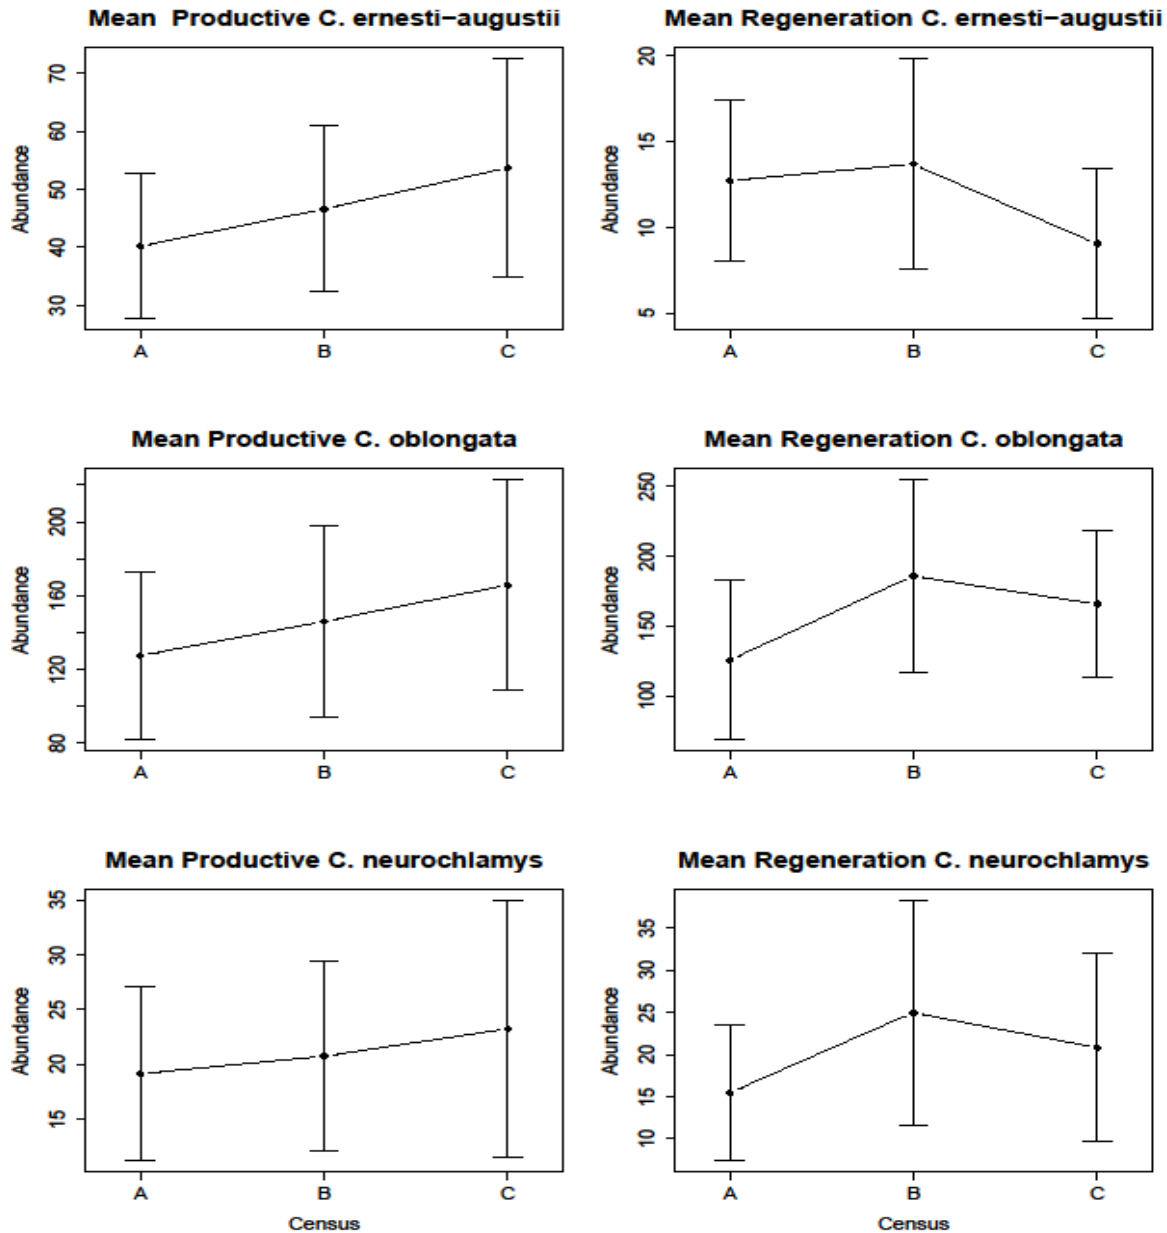 Mean  Productive C. ernesti−augustii
Abundance
30
40
50
60
70
A
B
C
Mean Regeneration C. ernesti−augustii
Abundance
5
10
15
20
A
B
C
Mean Productive C. oblongata
Abundance
80
120
160
200
A
B
C
Mean Regeneration C. oblongata
Abundance
100
150
200
250
A
B
C
Mean Productive C. neurochlamys
Abundance
15
20
25
30
35
A
B
C
Census
Mean Regeneration C. neurochlamys
Abundance
10
15
20
25
30
35
A
B
C
Census